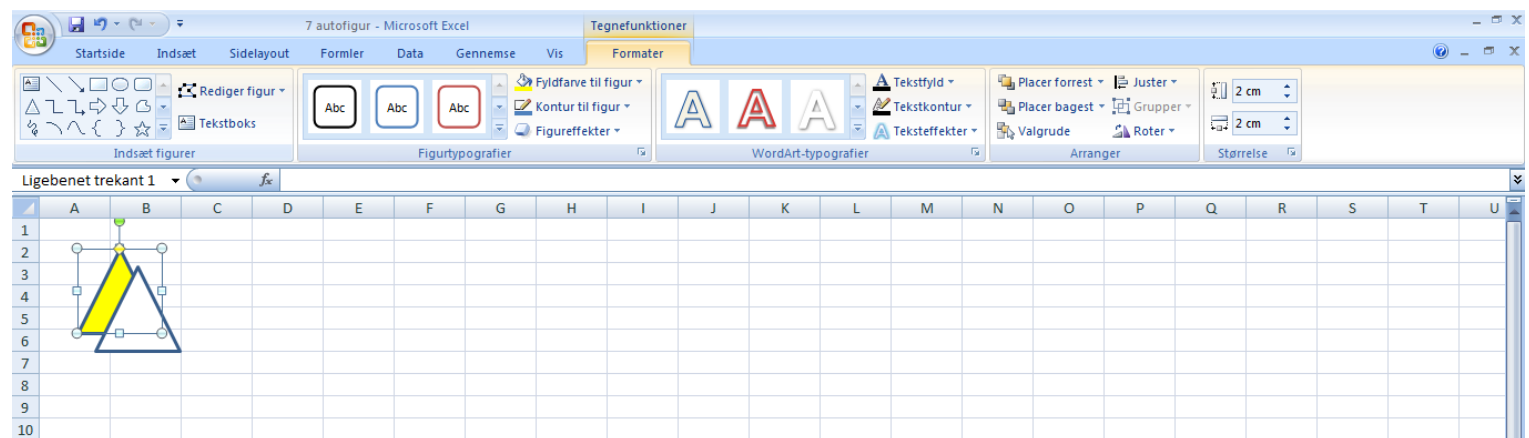 7 autofigur - Microsoft Excel
Tegnefunktioner
Startside Indsæt Sidelayout Formler Data Gennemse Vis Formater
Rediger figur
Tekstboks
Indsæt figurer
Abc Abc Abc
Fyldfarve til figur
Kontur til figur
Figureffekter
Figurtypografier
A A A
Tekstfyld
Tekstkontur
Teksteffekter
WordArt-typografier
Placer forrest
Placer bagest
Valgrude
Juster
Grupper
Roter
Arranger
2 cm
2 cm
Størrelse
Ligebenet trekant 1
fx
A B C D E F G H I J K L M N O P Q R S T U
1
2
3
4
5
6
7
8
9
10